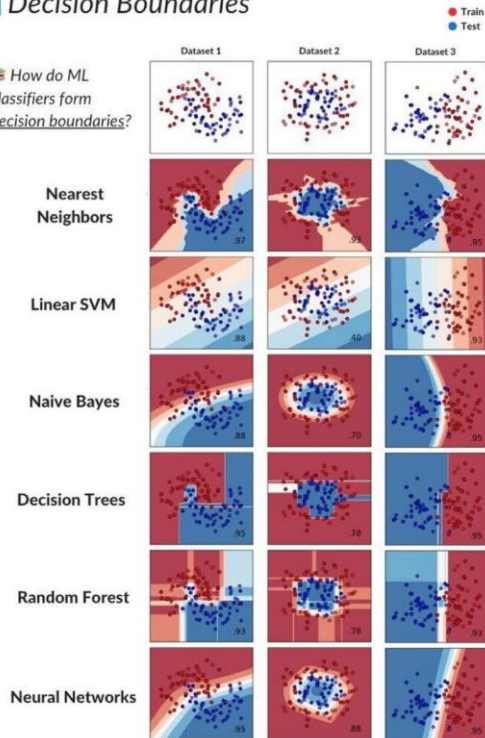 Decision Boundaries
Train
Test
How do ML
lassifiers form
ecision boundaries?
Dataset 1
Dataset 2
Dataset 3
Nearest
Neighbors
.97
.93
.95
Linear SVM
.88
.40
.93
Naive Bayes
.88
.70
.95
Decision Trees
.95
.78
.95
Random Forest
.93
.78
.93
Neural Networks
.95
.88
.95